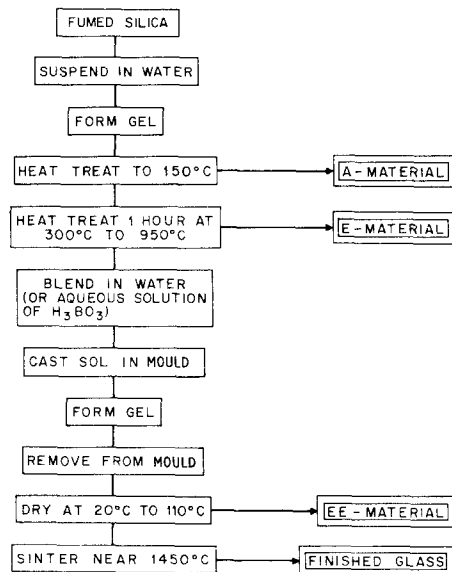 FUMED SILICA
SUSPEND IN WATER
FORM GEL
HEAT TREAT TO 150°C
A-MATERIAL
HEAT TREAT 1 HOUR AT
300°C TO 950°C
E-MATERIAL
BLEND IN WATER
(OR AQUEOUS SOLUTION
OF H₃BO₃)
CAST SOL IN MOULD
FORM GEL
REMOVE FROM MOULD
DRY AT 20°C TO 110°C
EE-MATERIAL
SINTER NEAR 1450°C
FINISHED GLASS